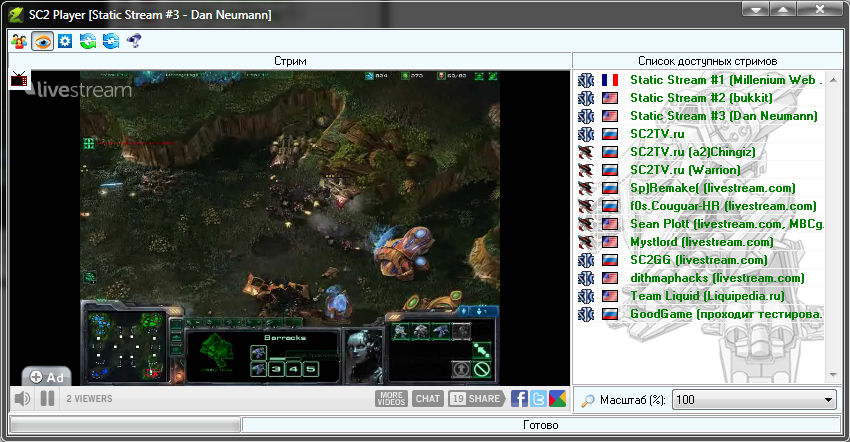 SC2 Player [Static Stream #3 - Dan Neumann]
Стрим
Список доступных стримов
livestream
Static Stream #1 (Millenium Web .
Static Stream #2 (bukkit)
Static Stream #3 (Dan Neumann)
SC2TV.ru
SC2TV.ru (a2)Chingiz)
SC2TV.ru (Warrion)
Sp)Remake( (livestream.com)
f0s.Couguar-HR (livestream.com)
Sean Plott (livestream.com, MBCg.
Mystlord (livestream.com)
SC2GG (livestream.com)
dithmaphacks (livestream.com)
Team Liquid (Liquipedia.ru)
GoodGame (проходит тестирова.
Barracks
3 4 5
Ad
2 VIEWERS
MORE VIDEOS
CHAT
19 SHARE
Масштаб (%): 100
Готово